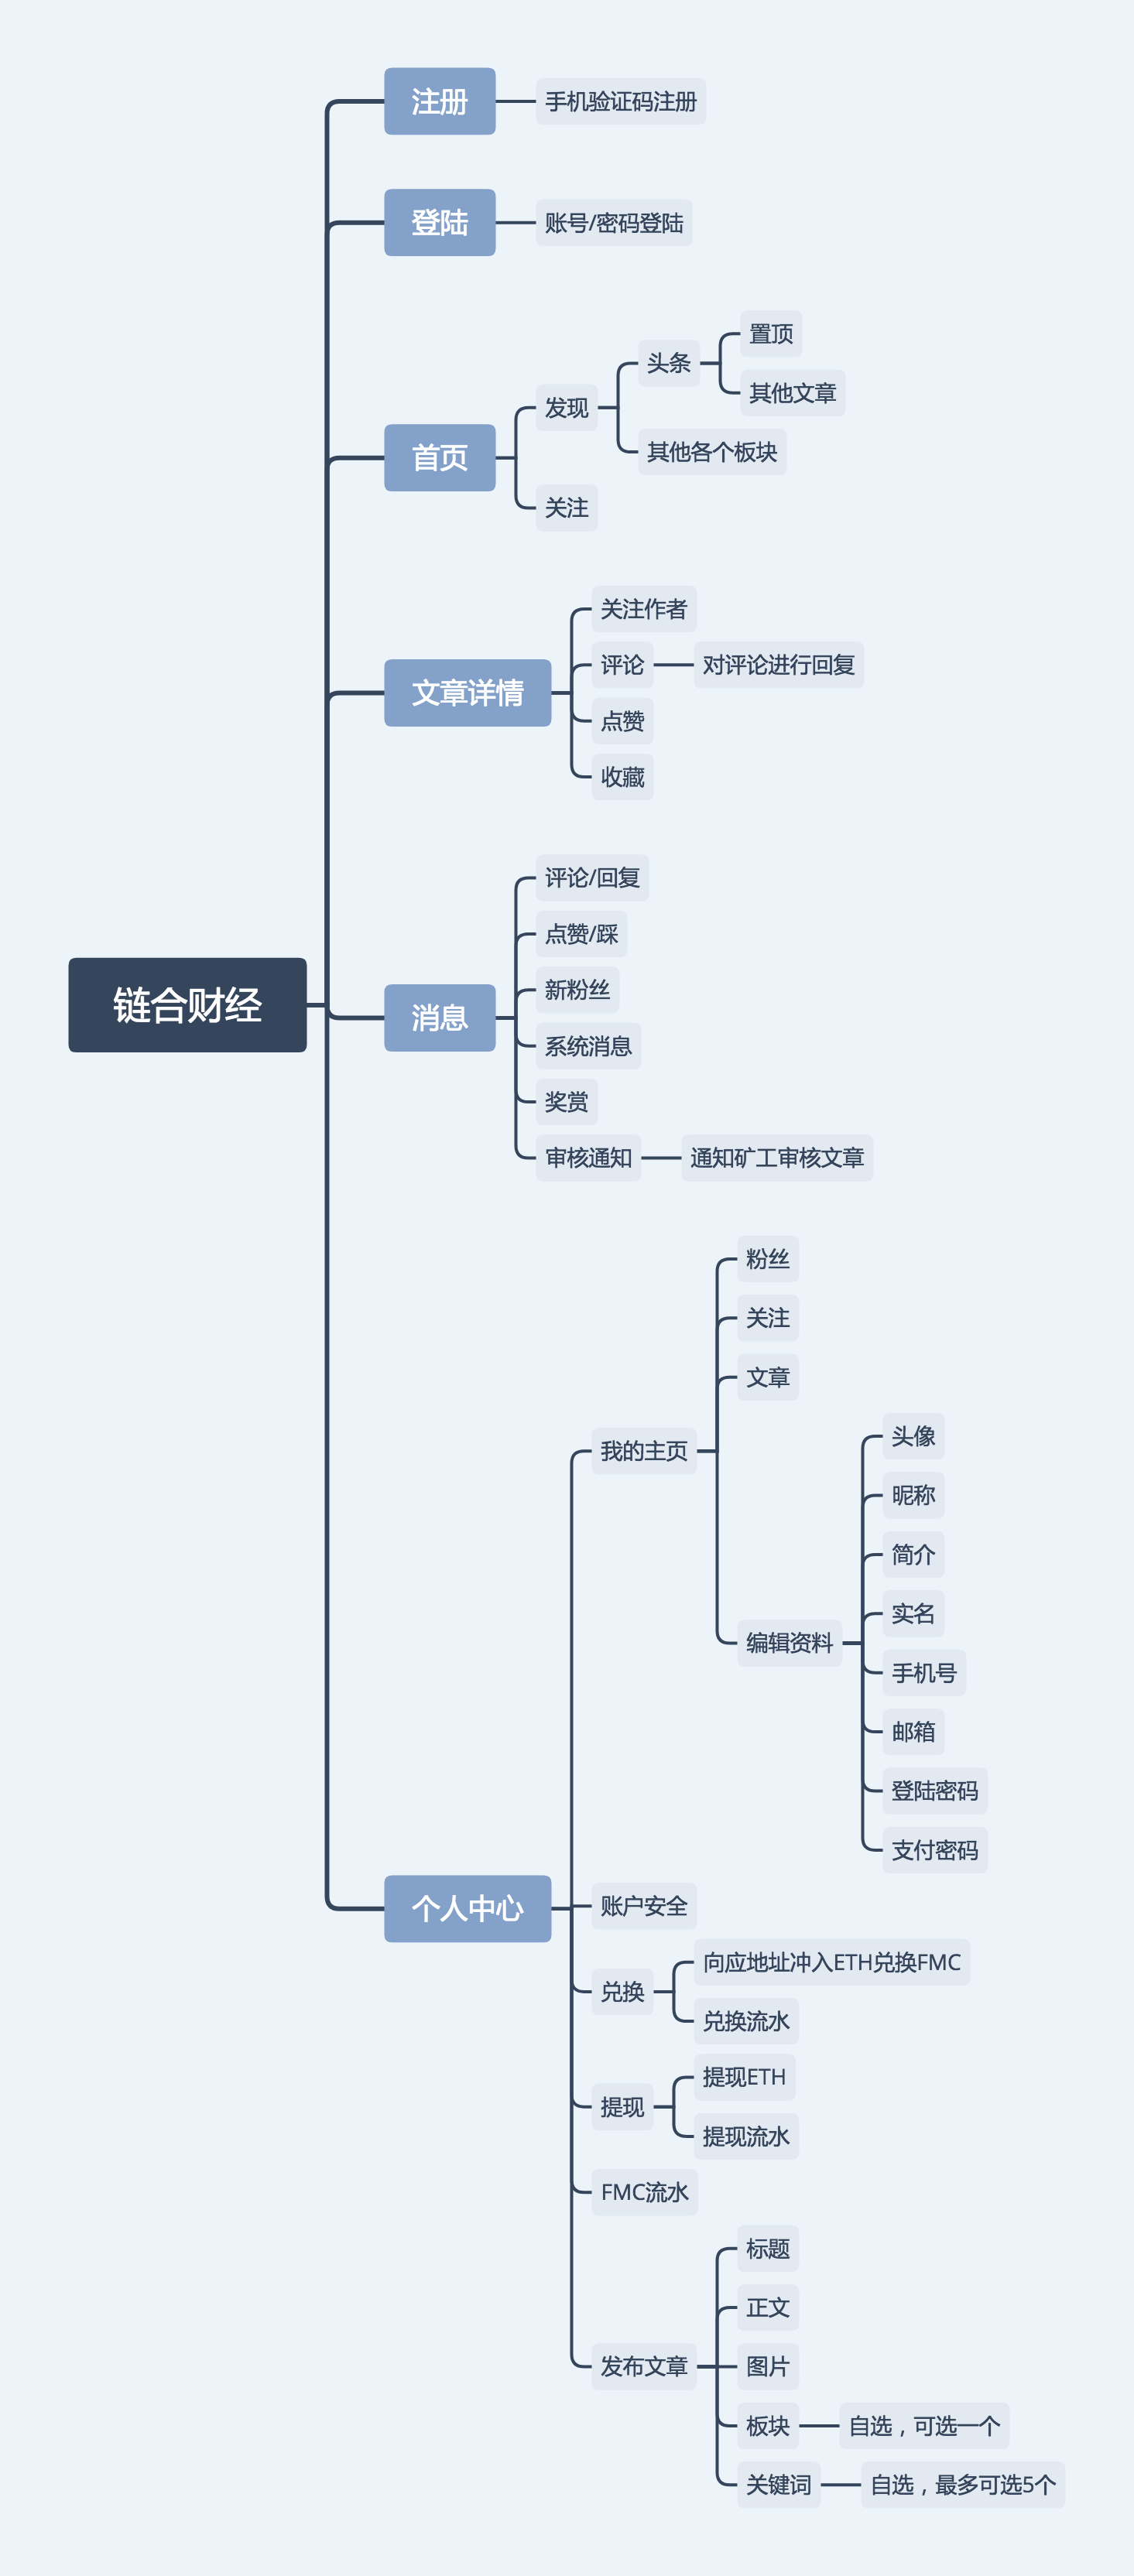 注册
手机验证码注册
登陆
账号/密码登陆
首页
发现
头条
置顶
其他文章
其他各个板块
关注
文章详情
关注作者
评论
对评论进行回复
点赞
收藏
链合财经
消息
评论/回复
点赞/踩
新粉丝
系统消息
奖赏
审核通知
通知矿工审核文章
个人中心
我的主页
粉丝
关注
文章
编辑资料
头像
昵称
简介
实名
手机号
邮箱
登陆密码
支付密码
账户安全
兑换
向应地址冲入ETH兑换FMC
兑换流水
提现
提现ETH
提现流水
FMC流水
发布文章
标题
正文
图片
板块
自选，可选一个
关键词
自选，最多可选5个